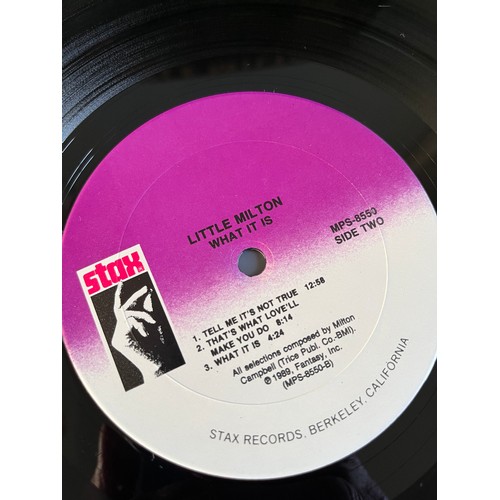 LITTLE MILTON
WHAT IT IS
MPS-8550
SIDE TWO
stax
1. TELL ME IT'S NOT TRUE 12:58
2. THAT'S WHAT LOVE'LL
MAKE YOU DO 8:14
3. WHAT IT IS 4:24
All selections composed by Milton
Campbell (Trice Publ. Co.-BMI).
℗1989, Fantasy, Inc.
(MPS-8550-B)
STAX RECORDS, BERKELEY, CALIFORNIA